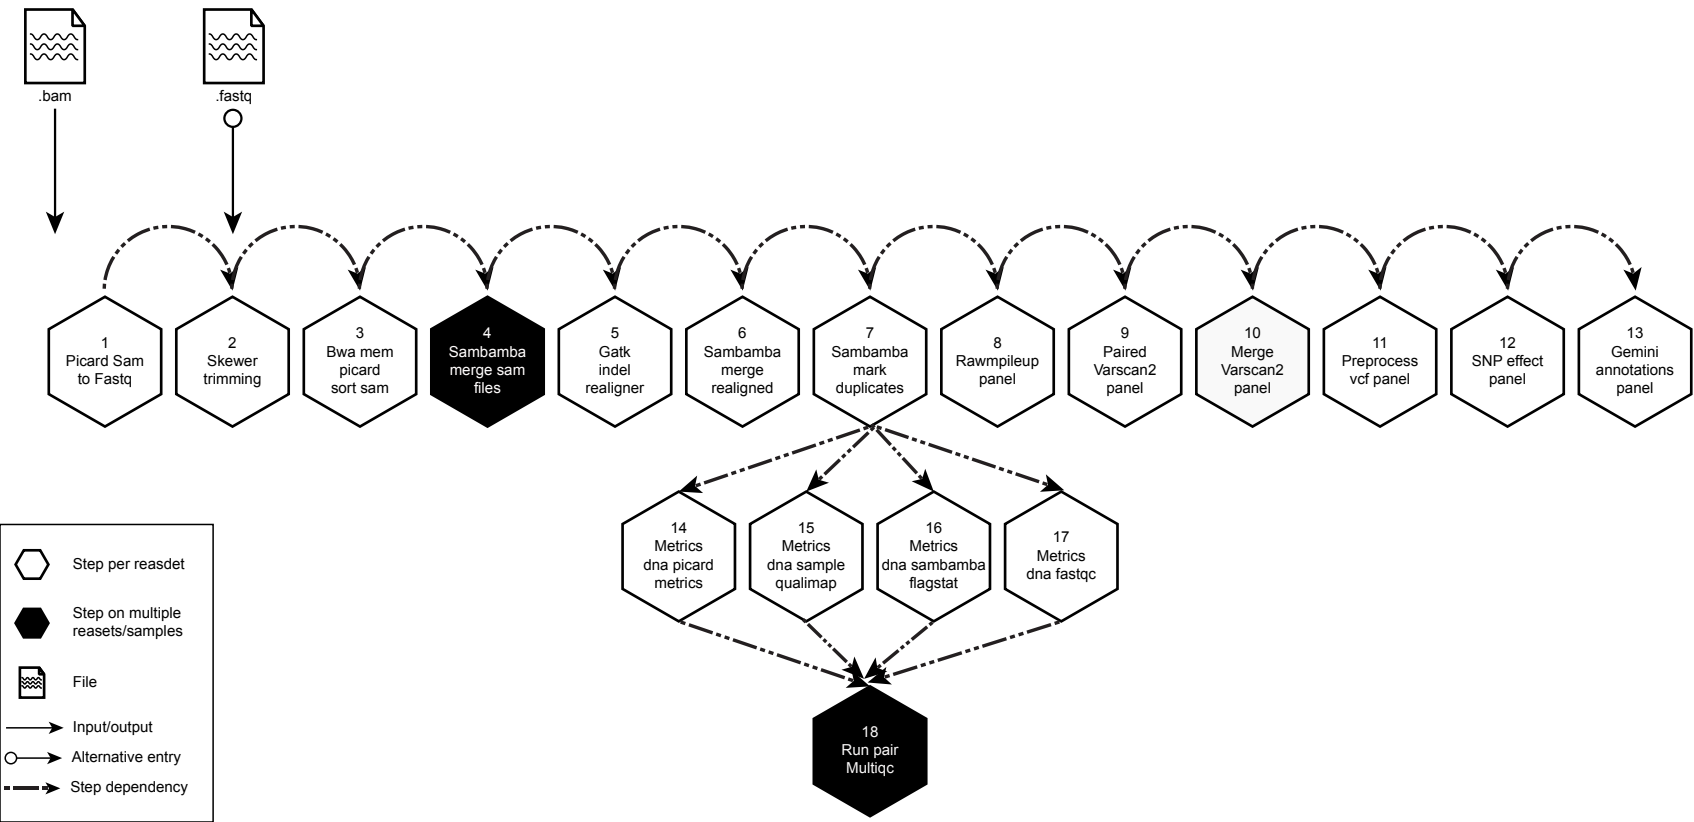 .bam
.fastq
1
Picard Sam
to Fastq
2
Skewer
trimming
3
Bwa mem
picard
sort sam
4
Sambamba
merge sam
files
5
Gatk
indel
realigner
6
Sambamba
merge
realigned
7
Sambamba
mark
duplicates
8
Rawmpileup
panel
9
Paired
Varscan2
panel
10
Merge
Varscan2
panel
11
Preprocess
vcf panel
12
SNP effect
panel
13
Gemini
annotations
panel
14
Metrics
dna picard
metrics
15
Metrics
dna sample
qualimap
16
Metrics
dna sambamba
flagstat
17
Metrics
dna fastqc
18
Run pair
Multiqc
Step per reasdet
Step on multiple
reasets/samples
File
Input/output
Alternative entry
Step dependency